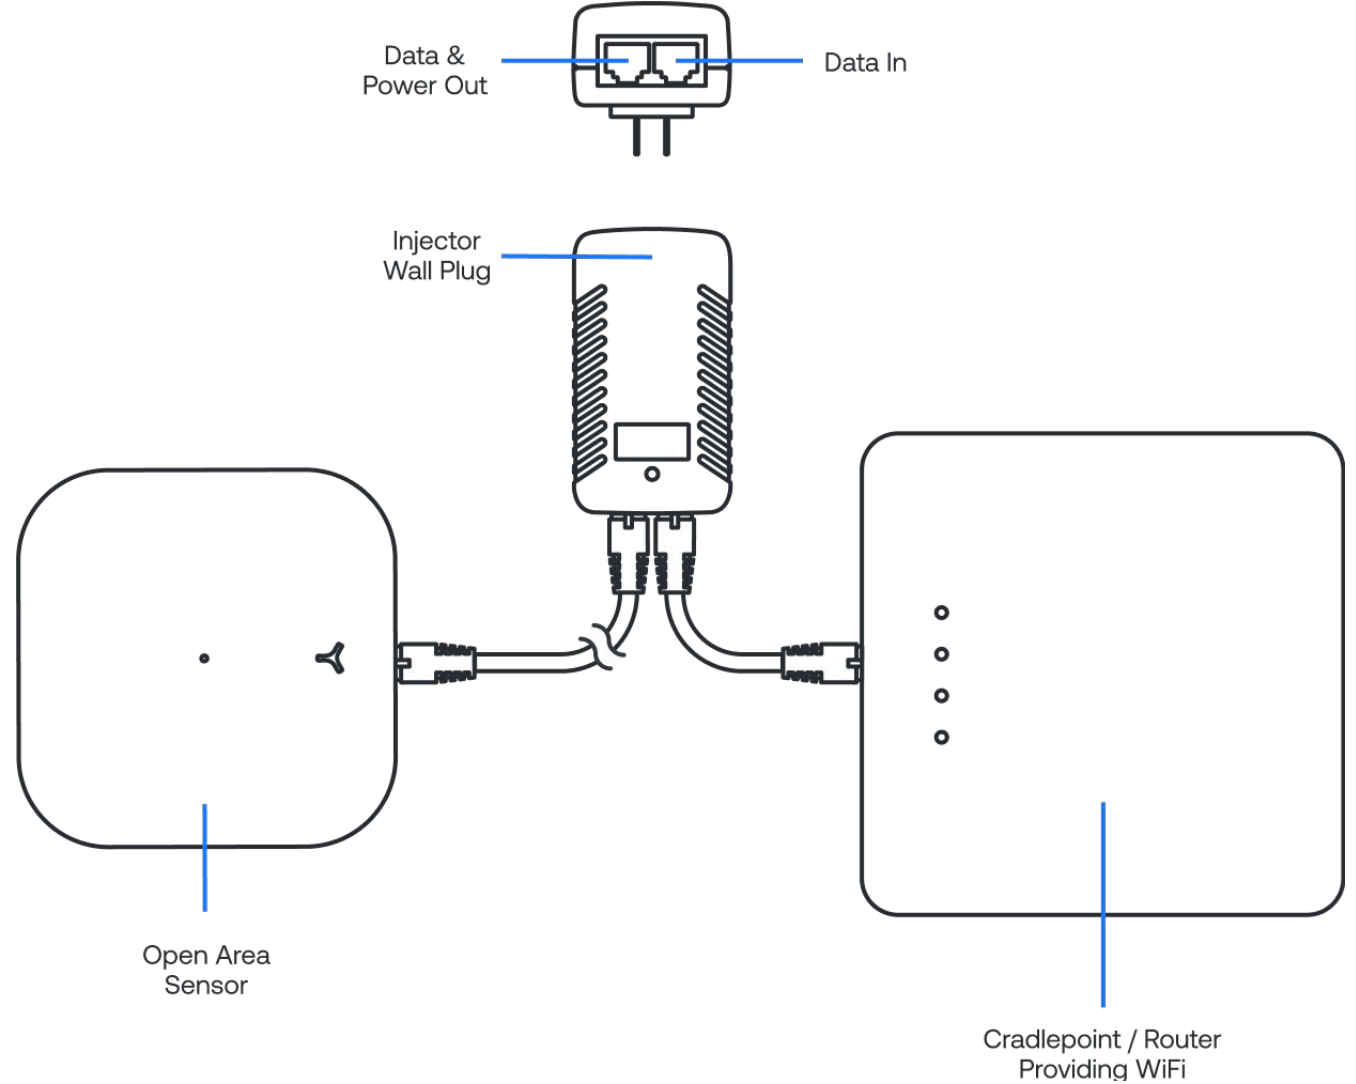 Data &
Power Out
Data In
Injector
Wall Plug
Open Area
Sensor
Cradlepoint / Router
Providing WiFi